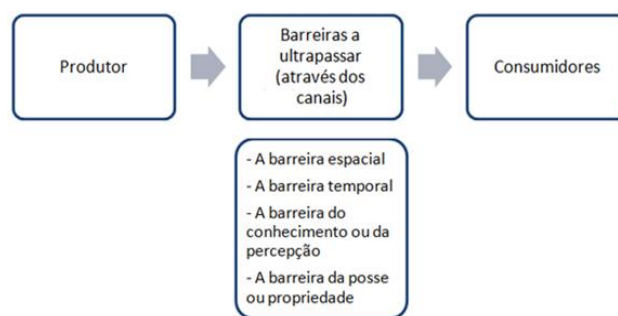 Produtor
Barreiras a
ultrapassar
(através dos
canais)
Consumidores
- A barreira espacial
- A barreira temporal
- A barreira do
conhecimento ou da
percepção
- A barreira da posse
ou propriedade